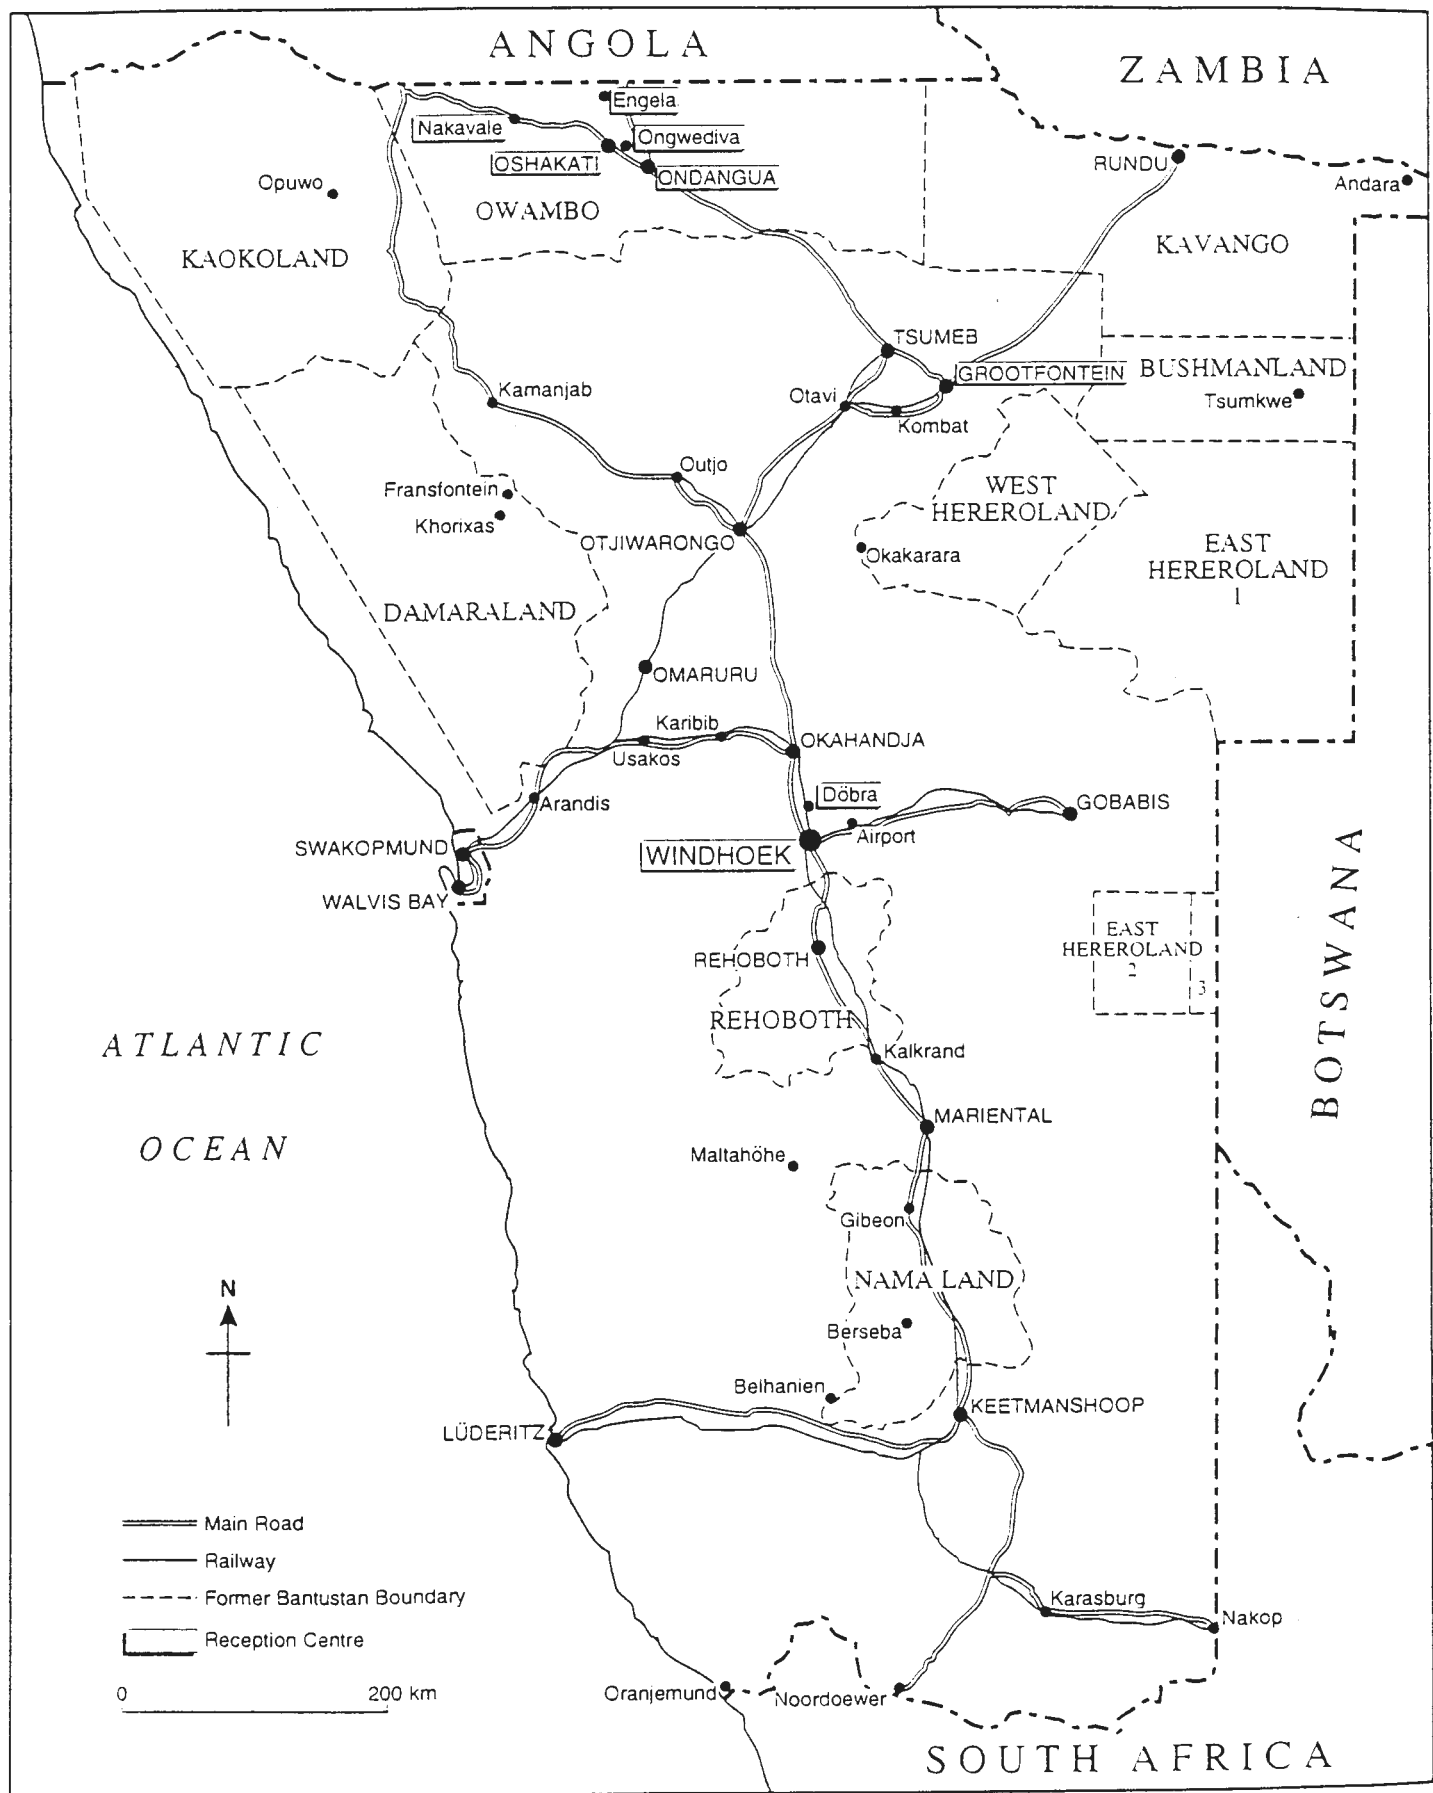 ANGOLA
ZAMBIA
Engela
Nakavale
Ongwediva
OSHAKATI
ONDANGUA
RUNDU
Andara
Opuwo
OWAMBO
KAOKOLAND
KAVANGO
TSUMEB
GROOTFONTEIN
BUSHMANLAND
Tsumkwe
Kamanjab
Otavi
Kombat
Outjo
Fransfontein
Khorixas
WEST
HEREROLAND
OTJIWARONGO
Okakarara
EAST
HEREROLAND
1
DAMARALAND
OMARURU
Karibib
Usakos
OKAHANDJA
Arandis
Döbra
GOBABIS
Airport
SWAKOPMUND
WINDHOEK
WALVIS BAY
BOTSWANA
EAST
HEREROLAND
2
3
REHOBOTH
REHOBOTH
ATLANTIC
OCEAN
Kalkrand
MARIENTAL
Maltahöhe
Gibeon
NAMALAND
N
Berseba
Belhanien
KEETMANSHOOP
LÜDERITZ
Main Road
Railway
Former Bantustan Boundary
Reception Centre
0 200 km
Karasburg
Nakop
Oranjemund
Noordoewer
SOUTH AFRICA